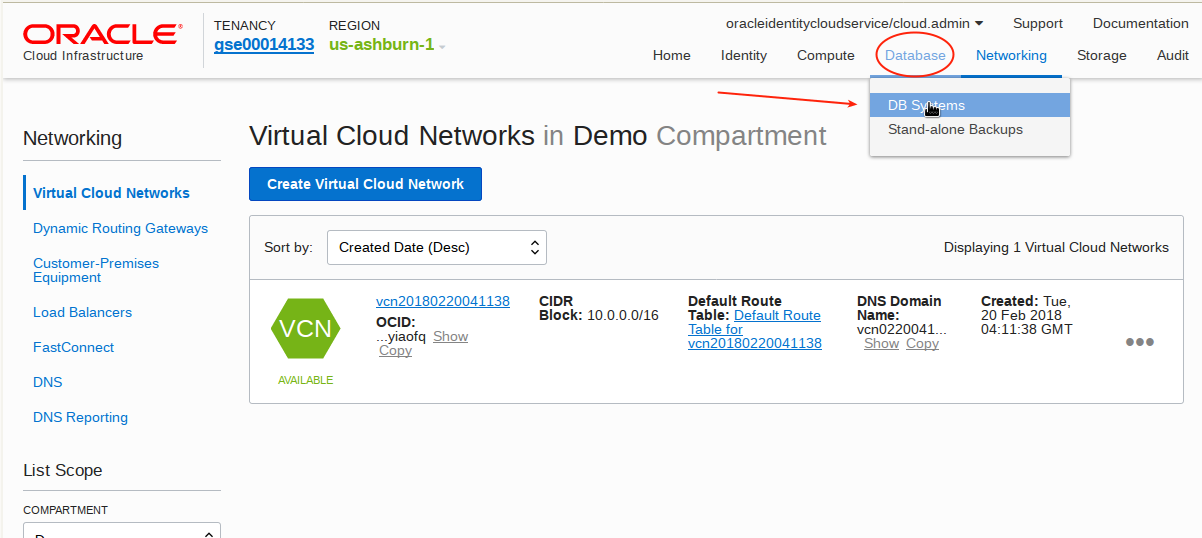 ORACLE®
Cloud Infrastructure
TENANCY
gse00014133
REGION
us-ashburn-1
oracleidentitycloudservice/cloud.admin
Support
Documentation
Home
Identity
Compute
Database
Networking
Storage
Audit
DB Systems
Stand-alone Backups
Networking
Virtual Cloud Networks
Dynamic Routing Gateways
Customer-Premises
Equipment
Load Balancers
FastConnect
DNS
DNS Reporting
List Scope
COMPARTMENT
Virtual Cloud Networks in Demo Compartment
Create Virtual Cloud Network
Sort by:
Created Date (Desc)
Displaying 1 Virtual Cloud Networks
VCN
AVAILABLE
vcn20180220041138
OCID:
...yiaofq Show
Copy
CIDR
Block: 10.0.0.0/16
Default Route
Table: Default Route
Table for
vcn20180220041138
DNS Domain
Name:
vcn0220041...
Show Copy
Created: Tue,
20 Feb 2018
04:11:38 GMT